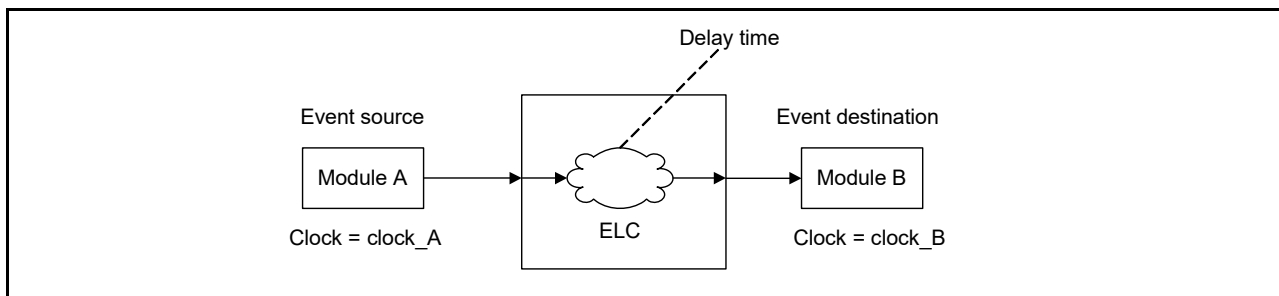 Delay time
Event source
Event destination
Module A
Module B
ELC
Clock = clock_A
Clock = clock_B